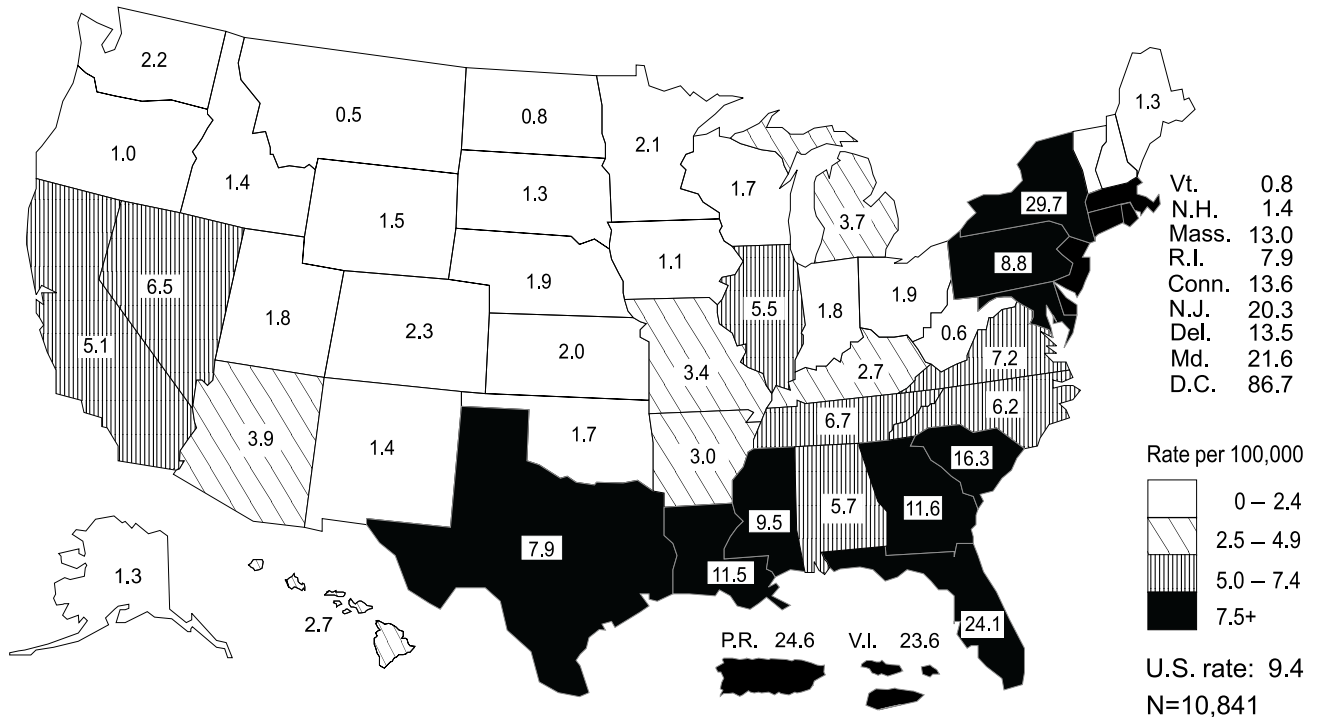 2.2
0.5
0.8
2.1
1.3
1.0
1.4
1.5
1.3
1.7
3.7
29.7
8.8
6.5
1.8
2.3
1.9
2.0
1.1
5.5
1.8
1.9
0.6
7.2
5.1
3.9
1.4
1.7
3.4
3.0
2.7
6.7
6.2
16.3
7.9
11.5
9.5
5.7
11.6
24.1
1.3
2.7
P.R. 24.6
V.I. 23.6
Vt. 0.8
N.H. 1.4
Mass. 13.0
R.I. 7.9
Conn. 13.6
N.J. 20.3
Del. 13.5
Md. 21.6
D.C. 86.7
Rate per 100,000
0 – 2.4
2.5 – 4.9
5.0 – 7.4
7.5+
U.S. rate: 9.4
N=10,841